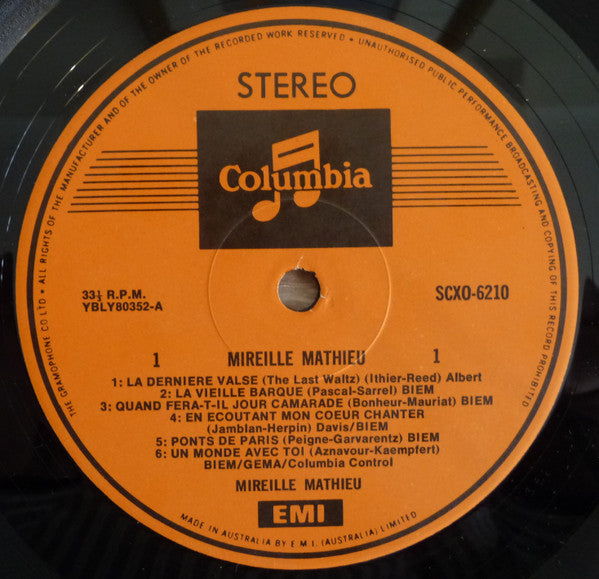 THE GRAMOPHONE CO LTD • ALL RIGHTS OF THE MANUFACTURER AND OF THE OWNER OF THE RECORDED WORK RESERVED • UNAUTHORISED PUBLIC PERFORMANCE BROADCASTING AND COPYING OF THIS RECORD PROHIBITED
STEREO
Columbia
33⅓ R.P.M.
YBLY80352-A
SCXO-6210
1 MIREILLE MATHIEU 1
1: LA DERNIERE VALSE (The Last Waltz) (Ithier-Reed) Albert
2: LA VIEILLE BARQUE (Pascal-Sarrel) BIEM
3: QUAND FERA-T-IL JOUR CAMARADE (Bonheur-Mauriat) BIEM
4: EN ECOUTANT MON COEUR CHANTER
(Jamblan-Herpin) Davis/BIEM
5: PONTS DE PARIS (Peigne-Garvarentz) BIEM
6: UN MONDE AVEC TOI (Aznavour-Kaempfert)
BIEM/GEMA/Columbia Control
MIREILLE MATHIEU
EMI
MADE IN AUSTRALIA BY E.M.I. (AUSTRALIA) LIMITED